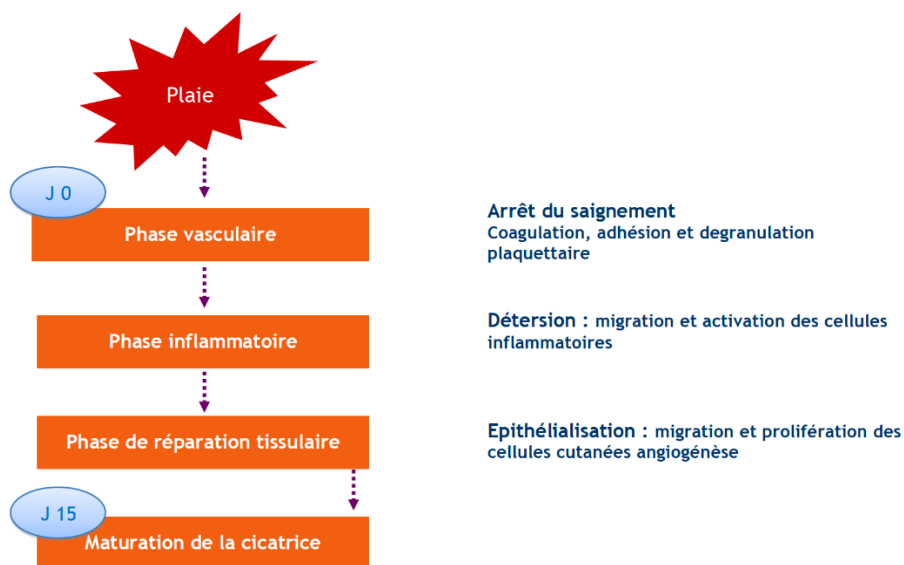 Plaie
J 0
Phase vasculaire
Arrêt du saignement
Coagulation, adhésion et degranulation
plaquettaire
Phase inflammatoire
Détersion : migration et activation des cellules
inflammatoires
Phase de réparation tissulaire
Epithélialisation : migration et prolifération des
cellules cutanées angiogénèse
J 15
Maturation de la cicatrice